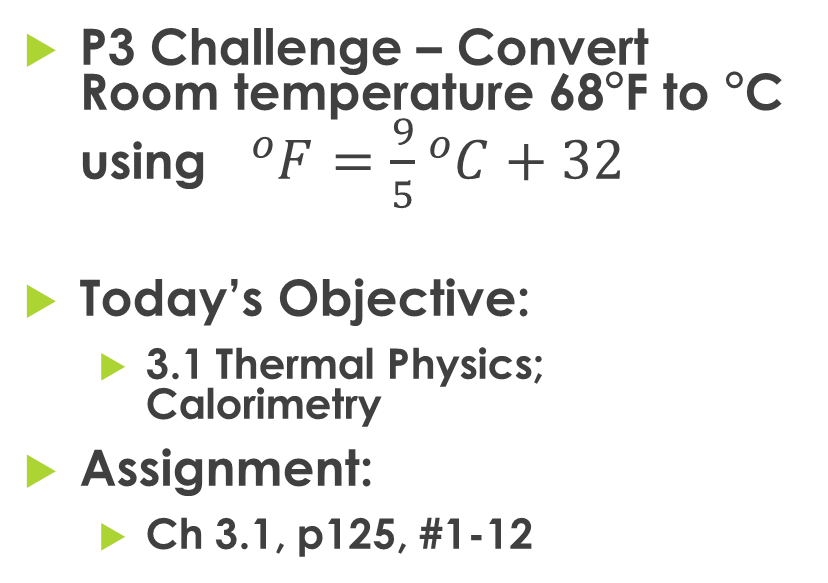 P3 Challenge – Convert
Room temperature 68°F to °C
using °F = 9/5 °C + 32
Today’s Objective:
3.1 Thermal Physics;
Calorimetry
Assignment:
Ch 3.1, p125, #1-12